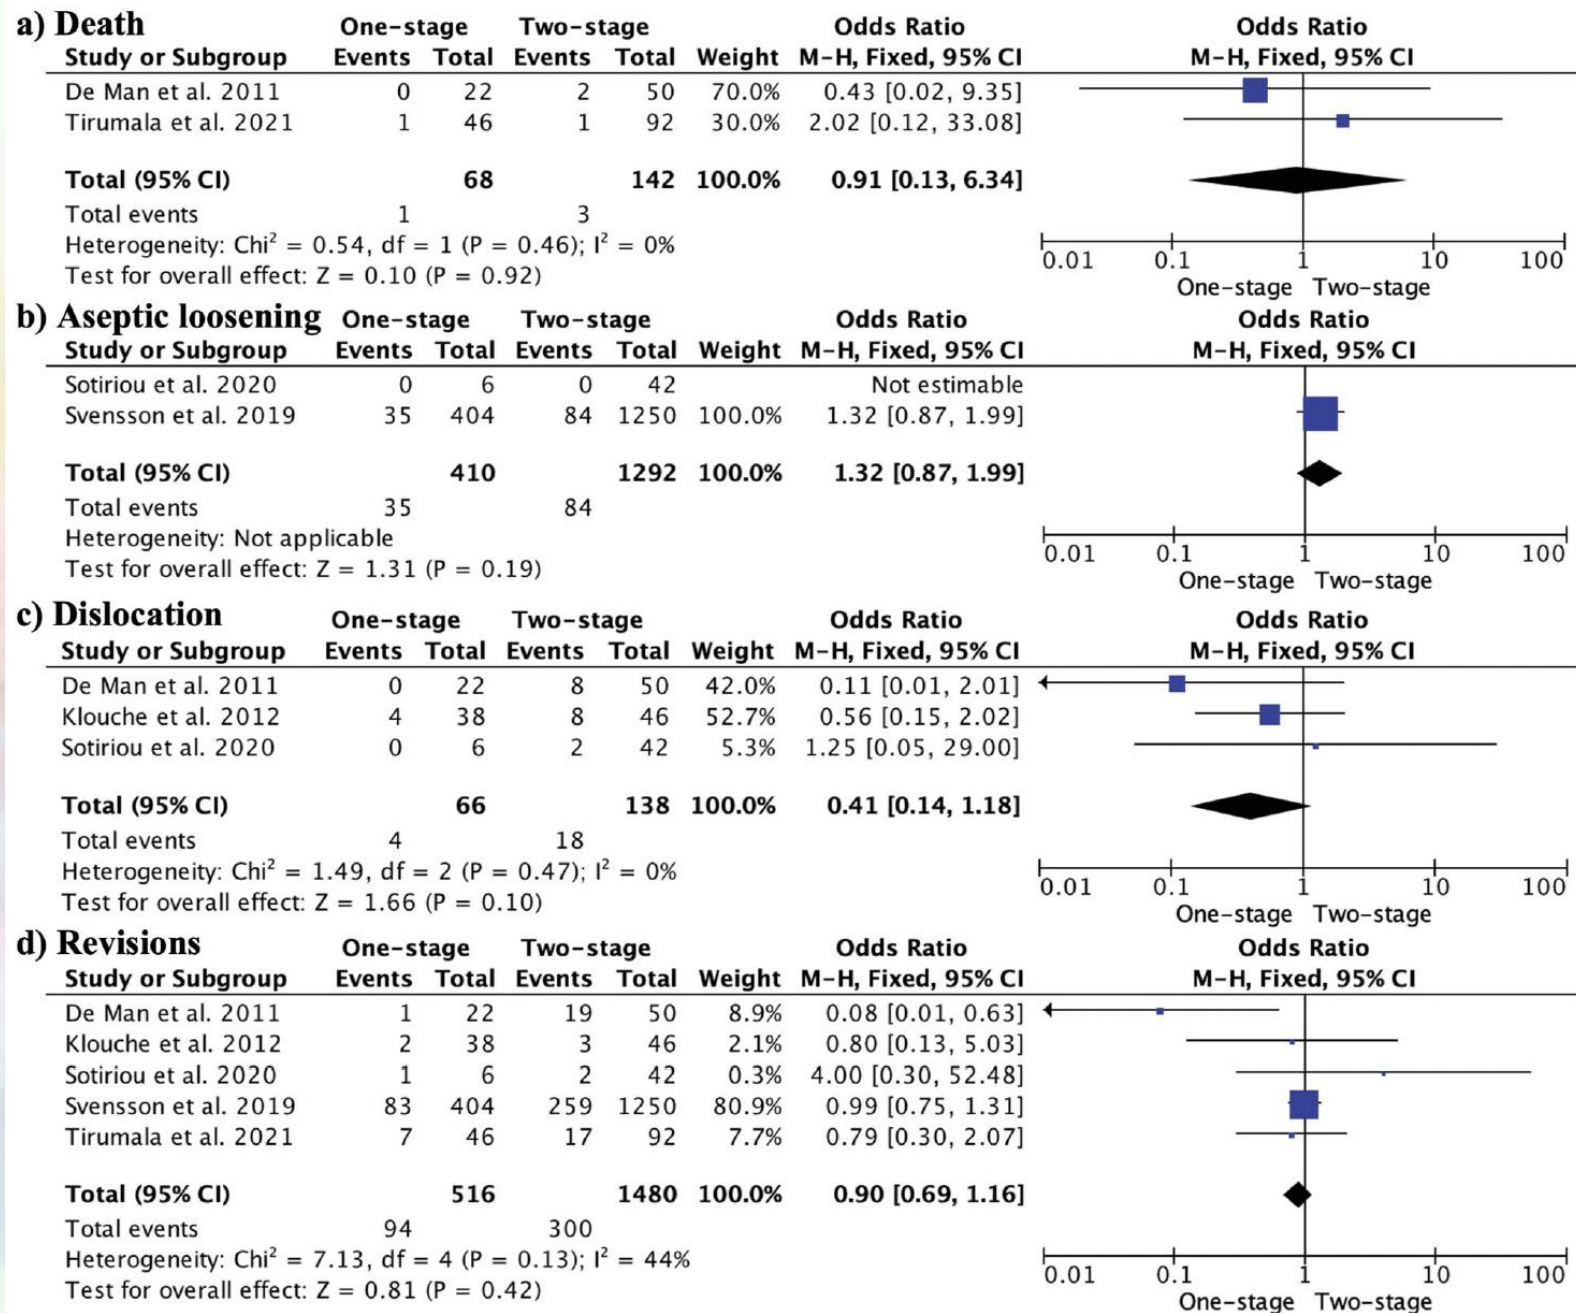 a) Death One-stage Two-stage Odds Ratio Odds Ratio
Study or Subgroup Events Total Events Total Weight M-H, Fixed, 95% CI M-H, Fixed, 95% CI
De Man et al. 2011 0 22 2 50 70.0% 0.43 [0.02, 9.35]
Tirumala et al. 2021 1 46 1 92 30.0% 2.02 [0.12, 33.08]
Total (95% CI) 68 142 100.0% 0.91 [0.13, 6.34]
Total events 1 3
Heterogeneity: Chi² = 0.54, df = 1 (P = 0.46); I² = 0%
Test for overall effect: Z = 0.10 (P = 0.92)
0.01 0.1 1 10 100
One-stage Two-stage
b) Aseptic loosening One-stage Two-stage Odds Ratio Odds Ratio
Study or Subgroup Events Total Events Total Weight M-H, Fixed, 95% CI M-H, Fixed, 95% CI
Sotiriou et al. 2020 0 6 0 42 Not estimable
Svensson et al. 2019 35 404 84 1250 100.0% 1.32 [0.87, 1.99]
Total (95% CI) 410 1292 100.0% 1.32 [0.87, 1.99]
Total events 35 84
Heterogeneity: Not applicable
Test for overall effect: Z = 1.31 (P = 0.19)
0.01 0.1 1 10 100
One-stage Two-stage
c) Dislocation One-stage Two-stage Odds Ratio Odds Ratio
Study or Subgroup Events Total Events Total Weight M-H, Fixed, 95% CI M-H, Fixed, 95% CI
De Man et al. 2011 0 22 8 50 42.0% 0.11 [0.01, 2.01]
Klouche et al. 2012 4 38 8 46 52.7% 0.56 [0.15, 2.02]
Sotiriou et al. 2020 0 6 2 42 5.3% 1.25 [0.05, 29.00]
Total (95% CI) 66 138 100.0% 0.41 [0.14, 1.18]
Total events 4 18
Heterogeneity: Chi² = 1.49, df = 2 (P = 0.47); I² = 0%
Test for overall effect: Z = 1.66 (P = 0.10)
0.01 0.1 1 10 100
One-stage Two-stage
d) Revisions One-stage Two-stage Odds Ratio Odds Ratio
Study or Subgroup Events Total Events Total Weight M-H, Fixed, 95% CI M-H, Fixed, 95% CI
De Man et al. 2011 1 22 19 50 8.9% 0.08 [0.01, 0.63]
Klouche et al. 2012 2 38 3 46 2.1% 0.80 [0.13, 5.03]
Sotiriou et al. 2020 1 6 2 42 0.3% 4.00 [0.30, 52.48]
Svensson et al. 2019 83 404 259 1250 80.9% 0.99 [0.75, 1.31]
Tirumala et al. 2021 7 46 17 92 7.7% 0.79 [0.30, 2.07]
Total (95% CI) 516 1480 100.0% 0.90 [0.69, 1.16]
Total events 94 300
Heterogeneity: Chi² = 7.13, df = 4 (P = 0.13); I² = 44%
Test for overall effect: Z = 0.81 (P = 0.42)
0.01 0.1 1 10 100
One-stage Two-stage